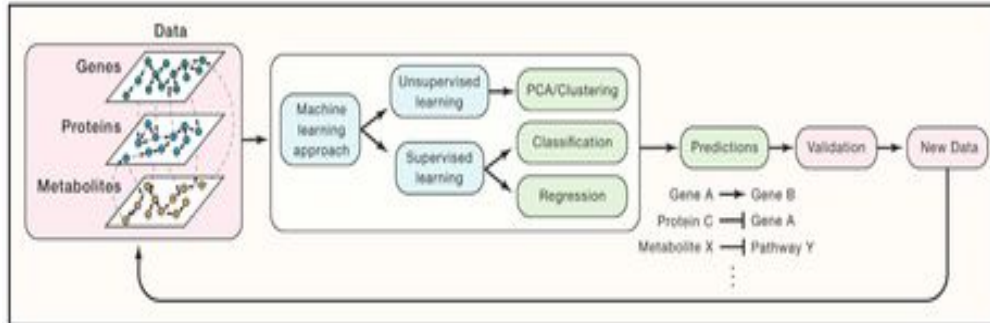 Data
Genes
Proteins
Metabolites
Machine
learning
approach
Unsupervised
learning
Supervised
learning
PCA/Clustering
Classification
Regression
Predictions
Validation
New Data
Gene A Gene B
Protein C Gene A
Metabolite X Pathway Y